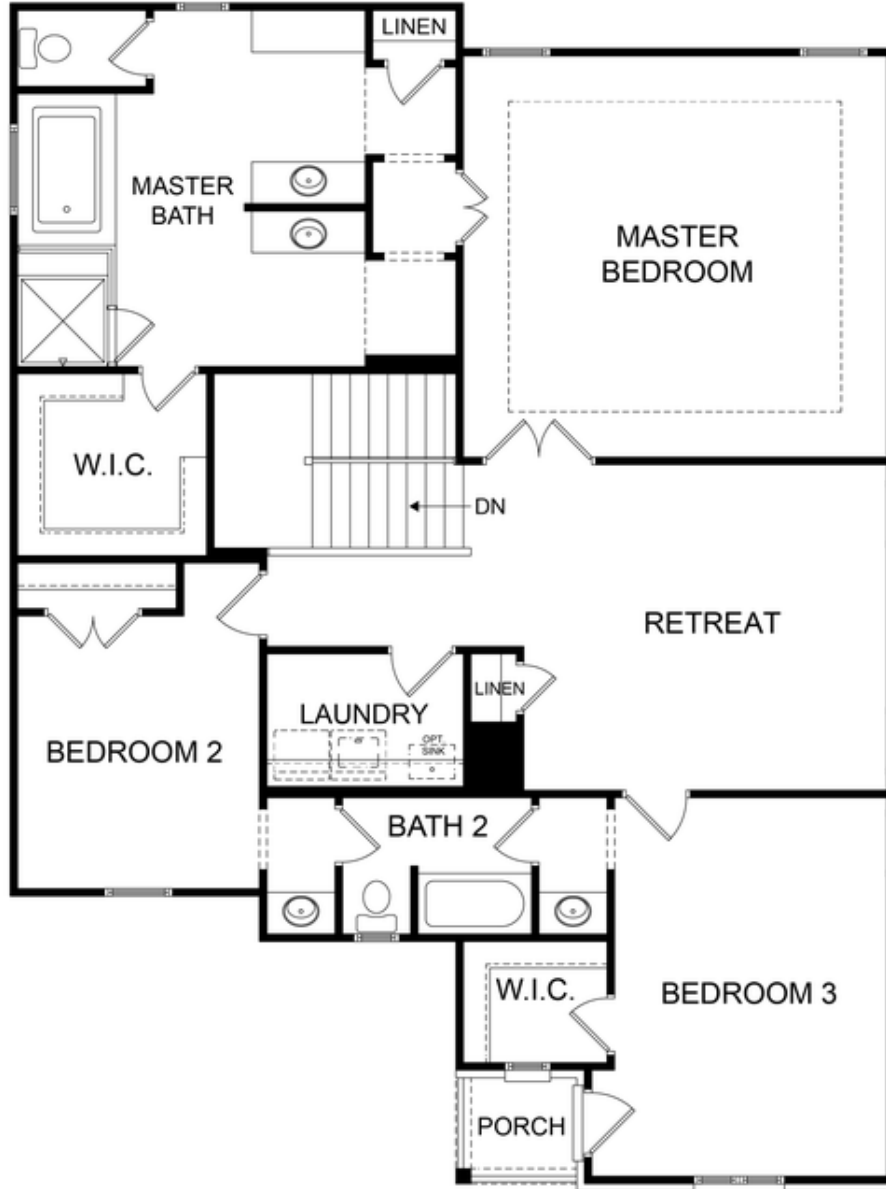 LINEN
MASTER
BATH
MASTER
BEDROOM
W.I.C.
DN
RETREAT
LINEN
LAUNDRY
OPT.
SINK
BEDROOM 2
BATH 2
W.I.C.
BEDROOM 3
PORCH